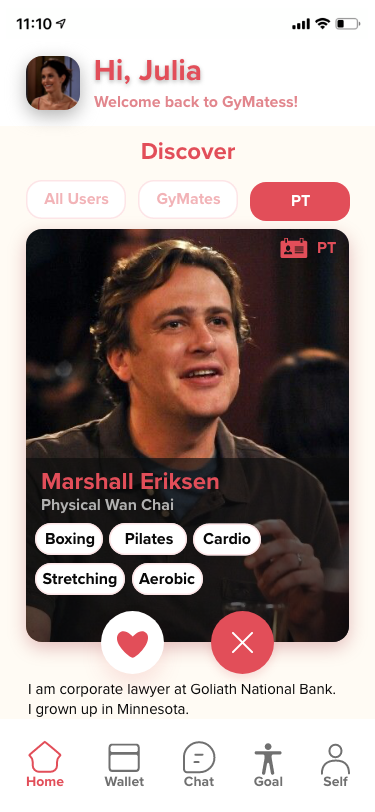 11:10
Hi, Julia
Welcome back to GyMatess!
Discover
All Users GyMates PT
PT
Marshall Eriksen
Physical Wan Chai
Boxing Pilates Cardio
Stretching Aerobic
I am corporate lawyer at Goliath National Bank.
I grown up in Minnesota.
Home Wallet Chat Goal Self